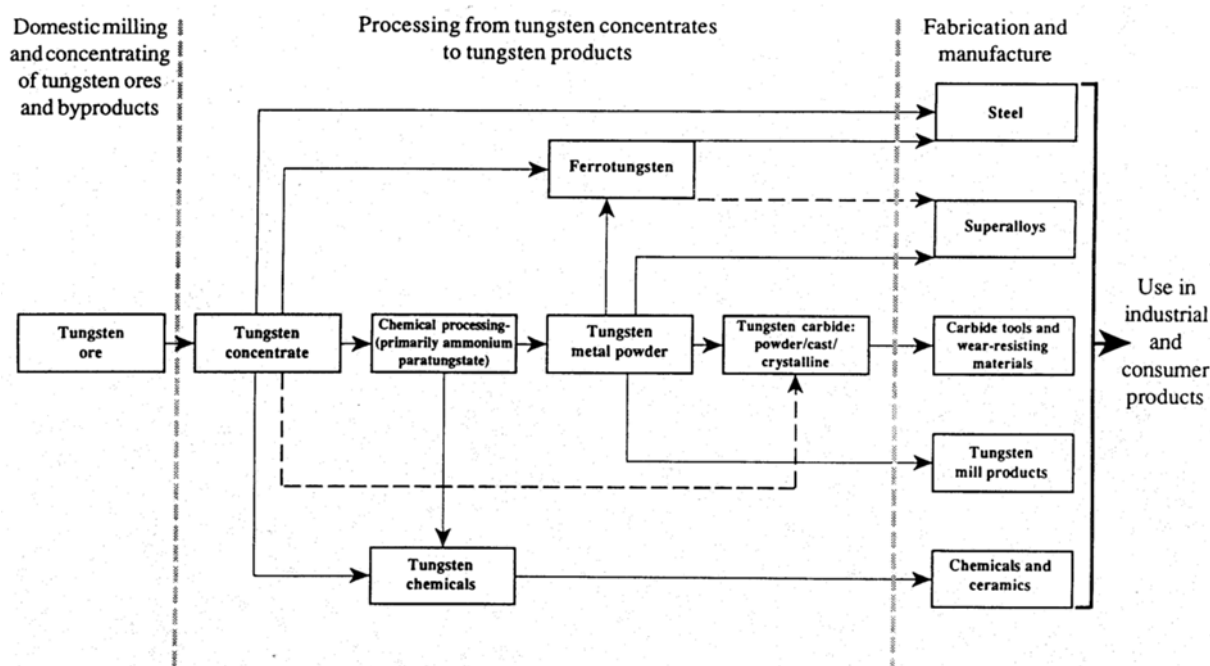 Domestic milling
and concentrating
of tungsten ores
and byproducts
Processing from tungsten concentrates
to tungsten products
Fabrication and
manufacture
Steel
Ferrotungsten
Superalloys
Tungsten
ore
Tungsten
concentrate
Chemical processing-
(primarily ammonium
paratungstate)
Tungsten
metal powder
Tungsten carbide:
powder/cast/
crystalline
Carbide tools and
wear-resisting
materials
Use in
industrial
and
consumer
products
Tungsten
mill products
Tungsten
chemicals
Chemicals and
ceramics